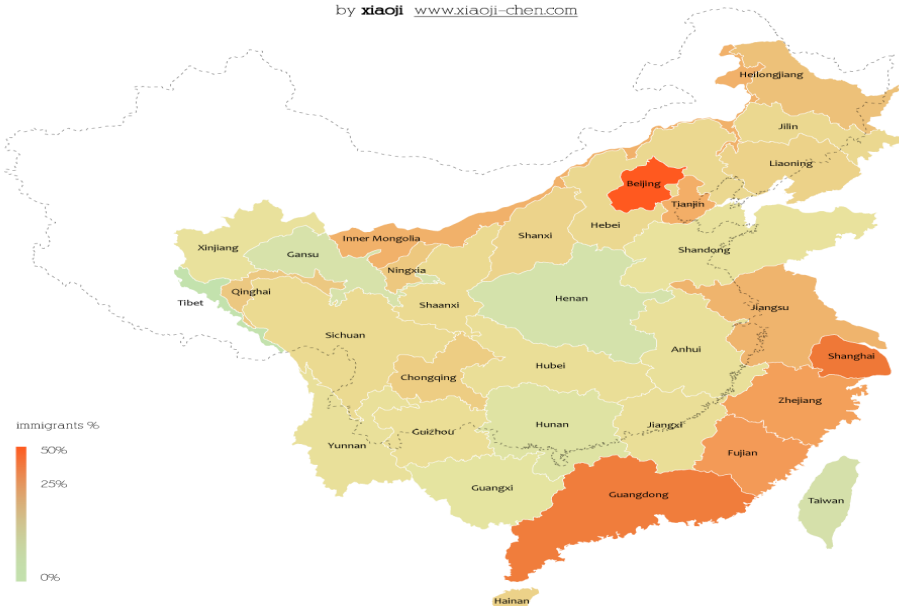 by xiaoji www.xiaoji-chen.com
Heilongjiang
Jilin
Liaoning
Beijing
Tianjin
Hebei
Shanxi
Inner Mongolia
Shandong
Xinjiang
Gansu
Ningxia
Qinghai
Tibet
Shaanxi
Henan
Jiangsu
Sichuan
Anhui
Shanghai
Hubei
Chongqing
Zhejiang
Hunan
Jiangxi
Guizhou
Yunnan
Fujian
Guangxi
Guangdong
Taiwan
Hainan
immigrants %
50%
25%
0%